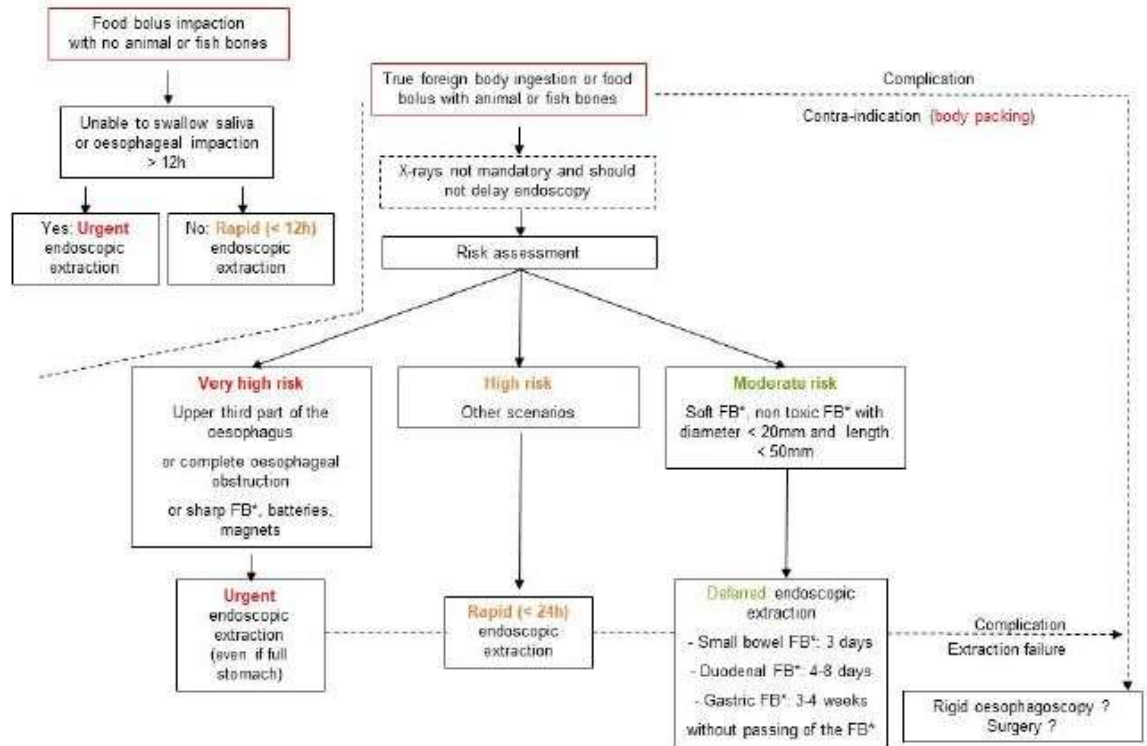 Food bolus impaction
with no animal or fish bones
Unable to swallow saliva
or oesophageal impaction
> 12h
Yes: Urgent
endoscopic
extraction
No: Rapid (< 12h)
endoscopic
extraction
True foreign body ingestion or food
bolus with animal or fish bones
Complication
Contra-indication (body packing)
X-rays not mandatory and should
not delay endoscopy
Risk assessment
Very high risk
Upper third part of the
oesophagus
or complete oesophageal
obstruction
or sharp FB*, batteries,
magnets
High risk
Other scenarios
Moderate risk
Soft FB*, non toxic FB* with
diameter < 20mm and length
< 50mm
Urgent
endoscopic
extraction
(even if full
stomach)
Rapid (< 24h)
endoscopic
extraction
Deferred endoscopic
extraction
- Small bowel FB*: 3 days
- Duodenal FB*: 4-8 days
- Gastric FB*: 3-4 weeks
without passing of the FB*
Complication
Extraction failure
Rigid oesophagoscopy ?
Surgery ?